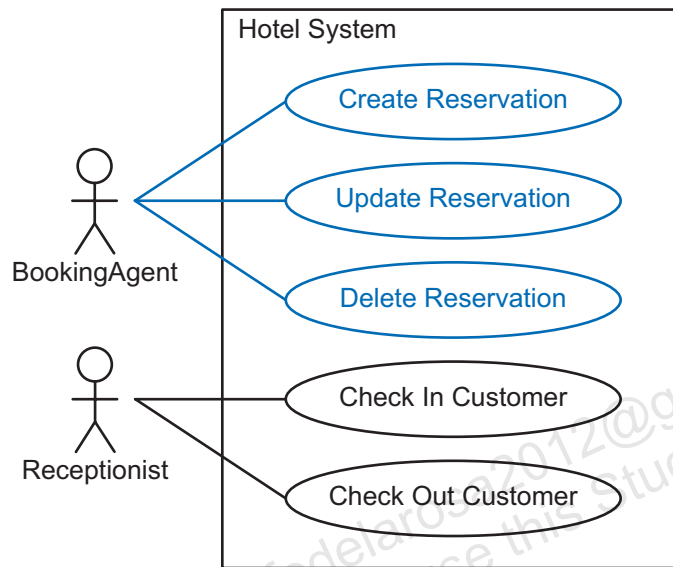 Hotel System
Create Reservation
Update Reservation
BookingAgent
Delete Reservation
Check In Customer
Receptionist
Check Out Customer